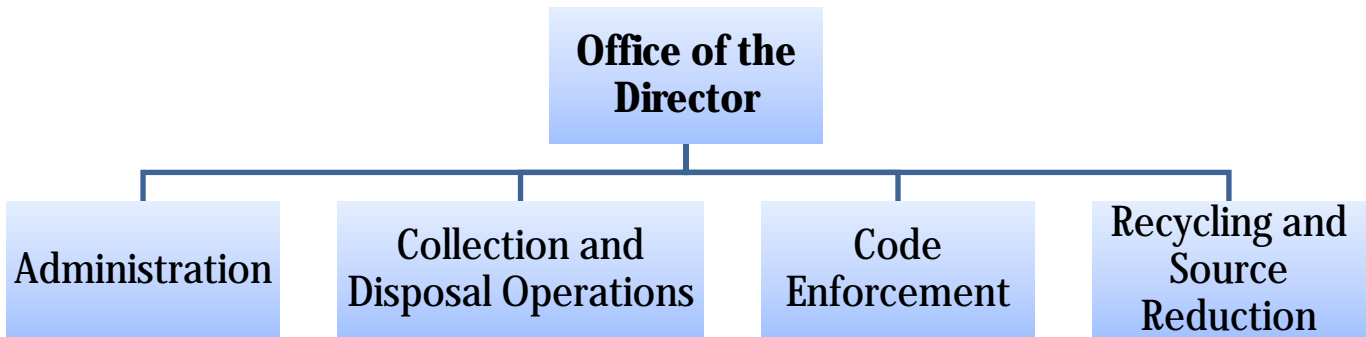 Office of the
Director
Administration
Collection and
Disposal Operations
Code
Enforcement
Recycling and
Source
Reduction